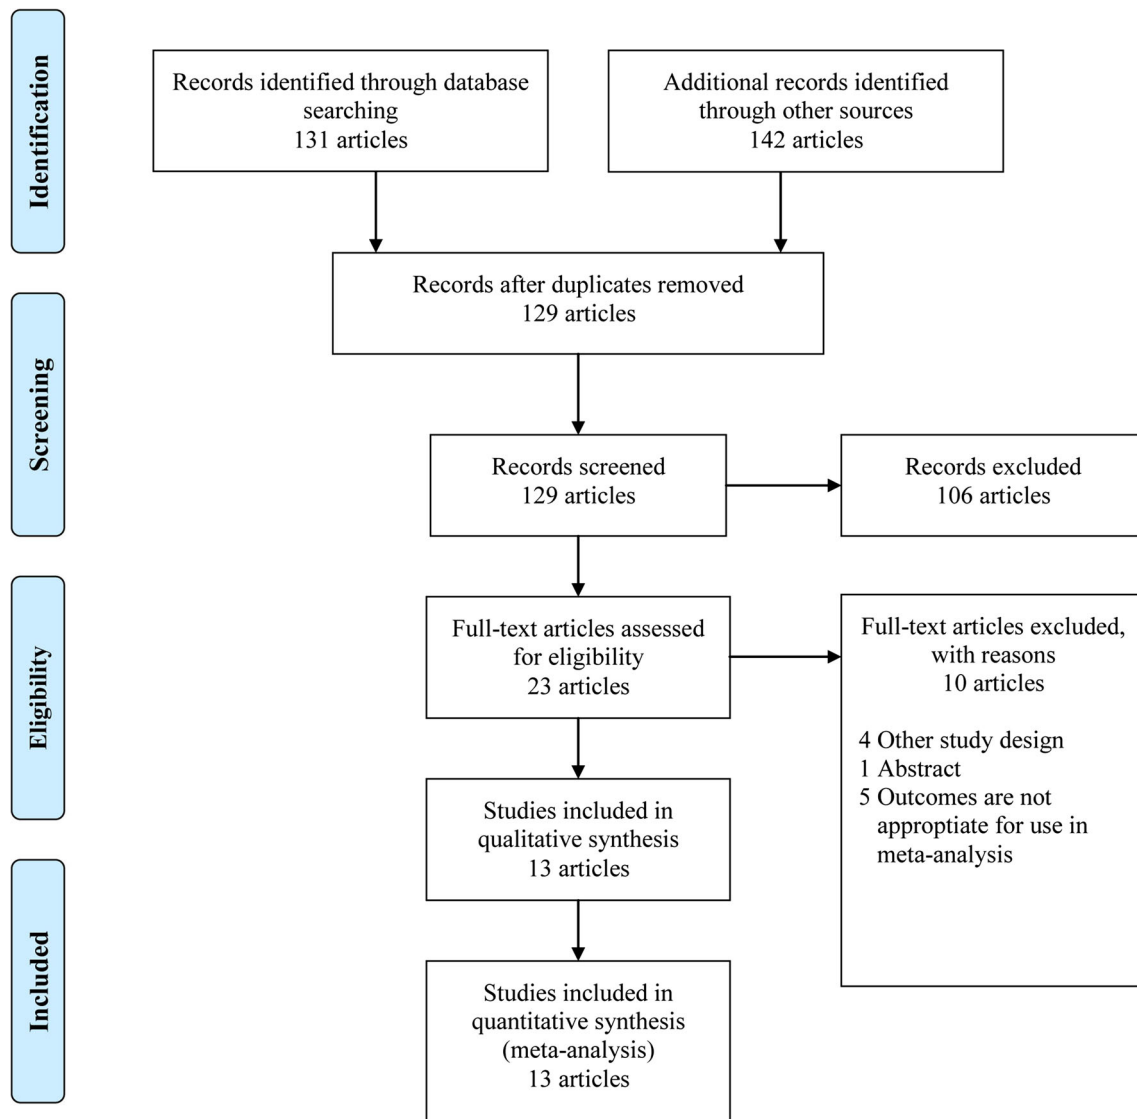 Identification
Records identified through database
searching
131 articles
Additional records identified
through other sources
142 articles
Records after duplicates removed
129 articles
Screening
Records screened
129 articles
Records excluded
106 articles
Eligibility
Full-text articles assessed
for eligibility
23 articles
Full-text articles excluded,
with reasons
10 articles
4 Other study design
1 Abstract
5 Outcomes are not
approptiate for use in
meta-analysis
Studies included in
qualitative synthesis
13 articles
Included
Studies included in
quantitative synthesis
(meta-analysis)
13 articles